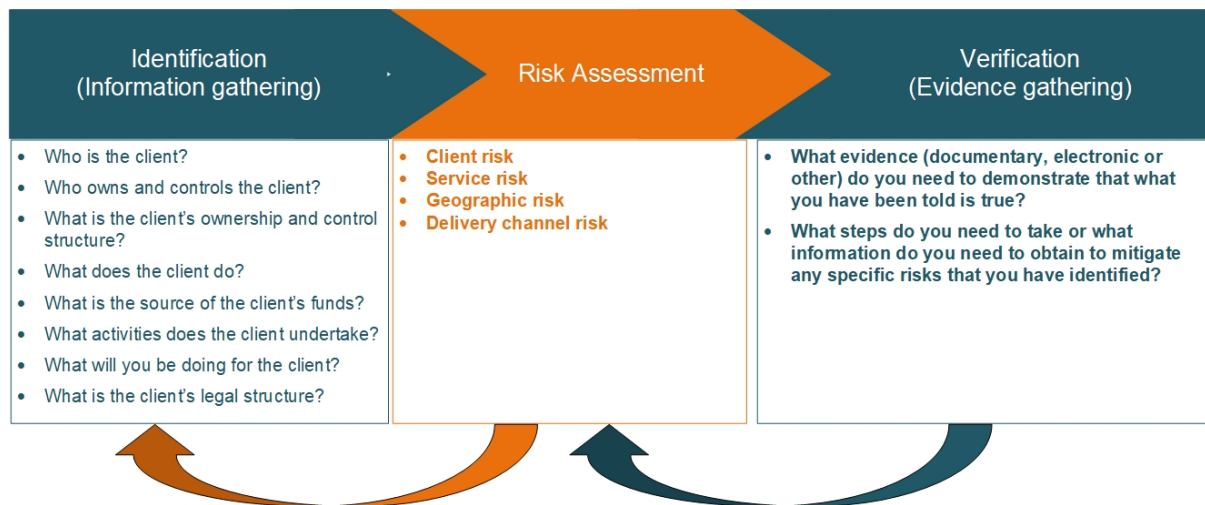 Identification
(Information gathering)
Risk Assessment
Verification
(Evidence gathering)
• Who is the client?
• Who owns and controls the client?
• What is the client's ownership and control
structure?
• What does the client do?
• What is the source of the client's funds?
• What activities does the client undertake?
• What will you be doing for the client?
• What is the client's legal structure?
• Client risk
• Service risk
• Geographic risk
• Delivery channel risk
• What evidence (documentary, electronic or
other) do you need to demonstrate that what
you have been told is true?
• What steps do you need to take or what
information do you need to obtain to mitigate
any specific risks that you have identified?